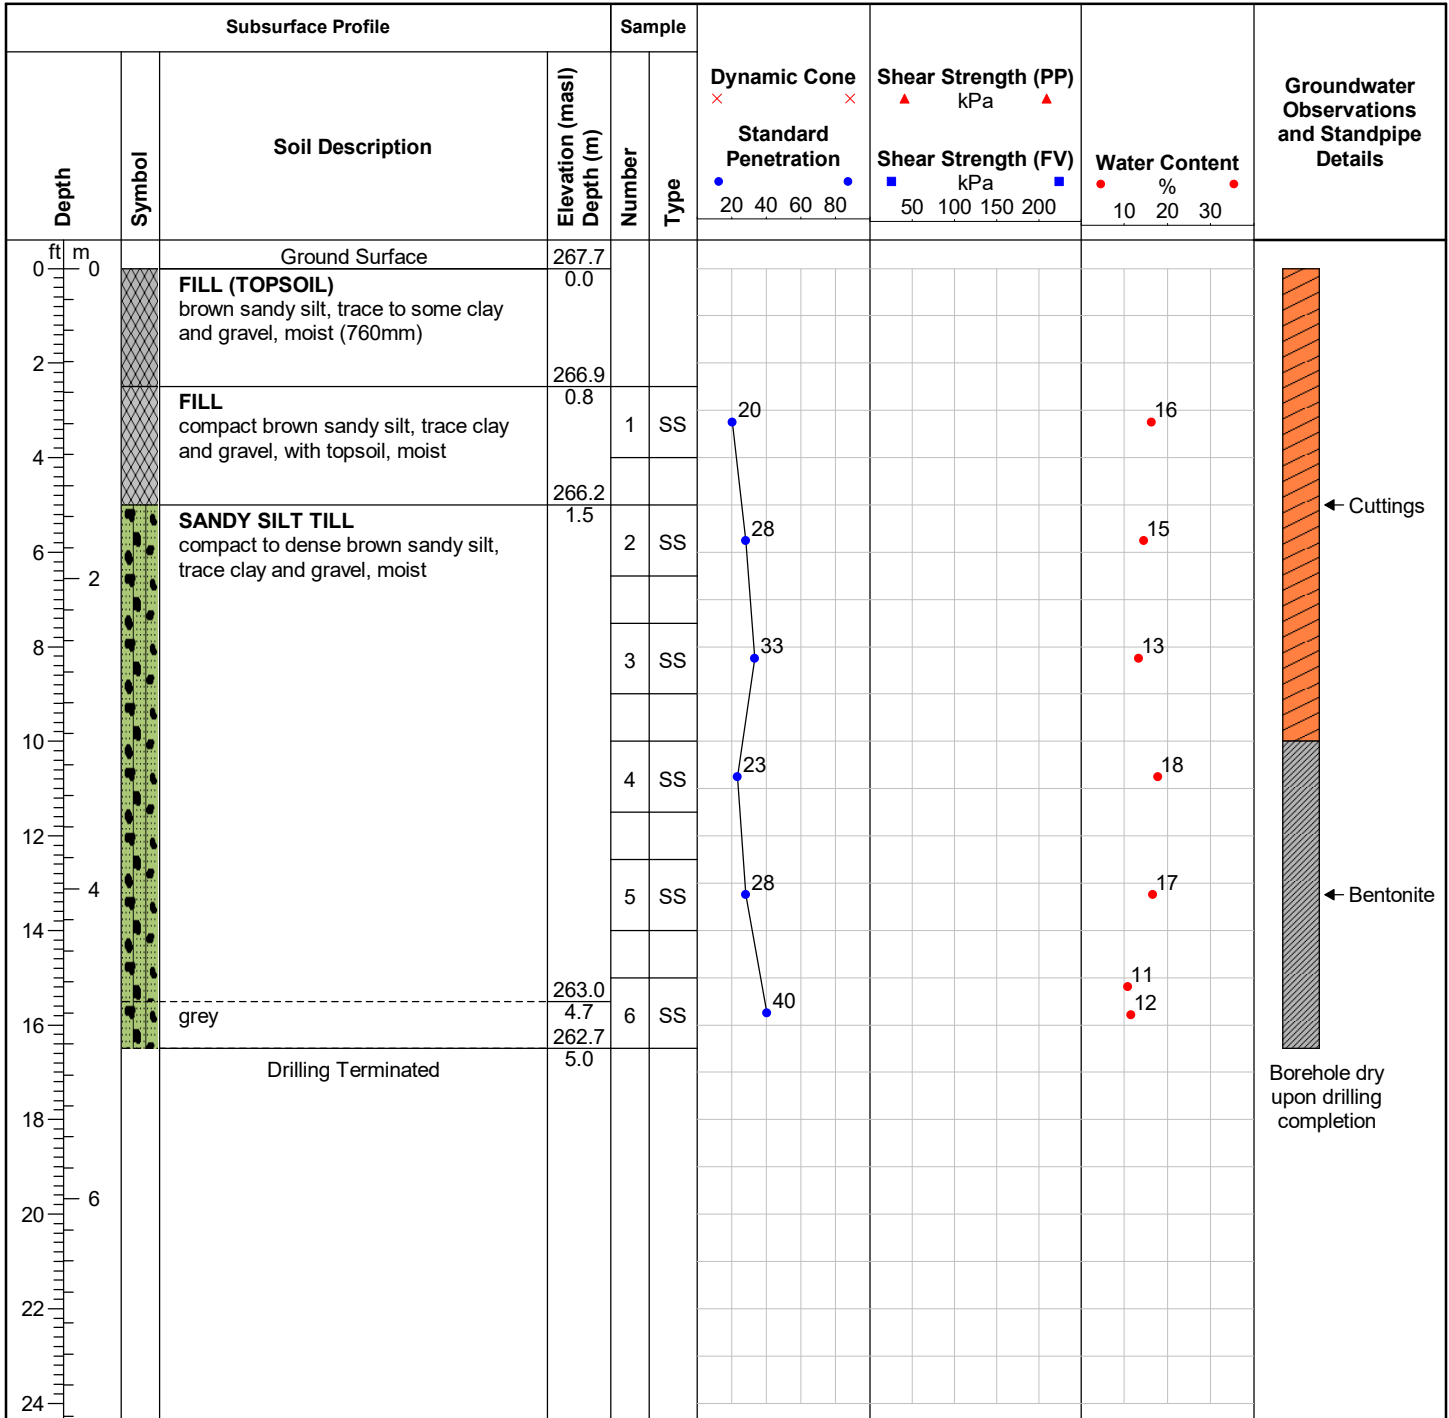 Subsurface Profile
Sample
Depth
Symbol
Soil Description
Elevation (masl)
Depth (m)
Number
Type
Dynamic Cone
Standard
Penetration
20 40 60 80
Shear Strength (PP)
kPa
Shear Strength (FV)
kPa
50 100 150 200
Water Content
%
10 20 30
Groundwater
Observations
and Standpipe
Details
ft m
Ground Surface
267.7
0 0
FILL (TOPSOIL)
brown sandy silt, trace to some clay
and gravel, moist (760mm)
0.0
2
266.9
FILL
compact brown sandy silt, trace clay
and gravel, with topsoil, moist
0.8
1 SS
20
16
4
266.2
SANDY SILT TILL
compact to dense brown sandy silt,
trace clay and gravel, moist
1.5
Cuttings
2 SS
28
15
6
2
8
3 SS
33
13
10
4 SS
23
18
12
4
5 SS
28
17
Bentonite
14
263.0
11
grey
4.7
262.7
6 SS
40
12
16
Drilling Terminated
5.0
Borehole dry
upon drilling
completion
18
6
20
22
24